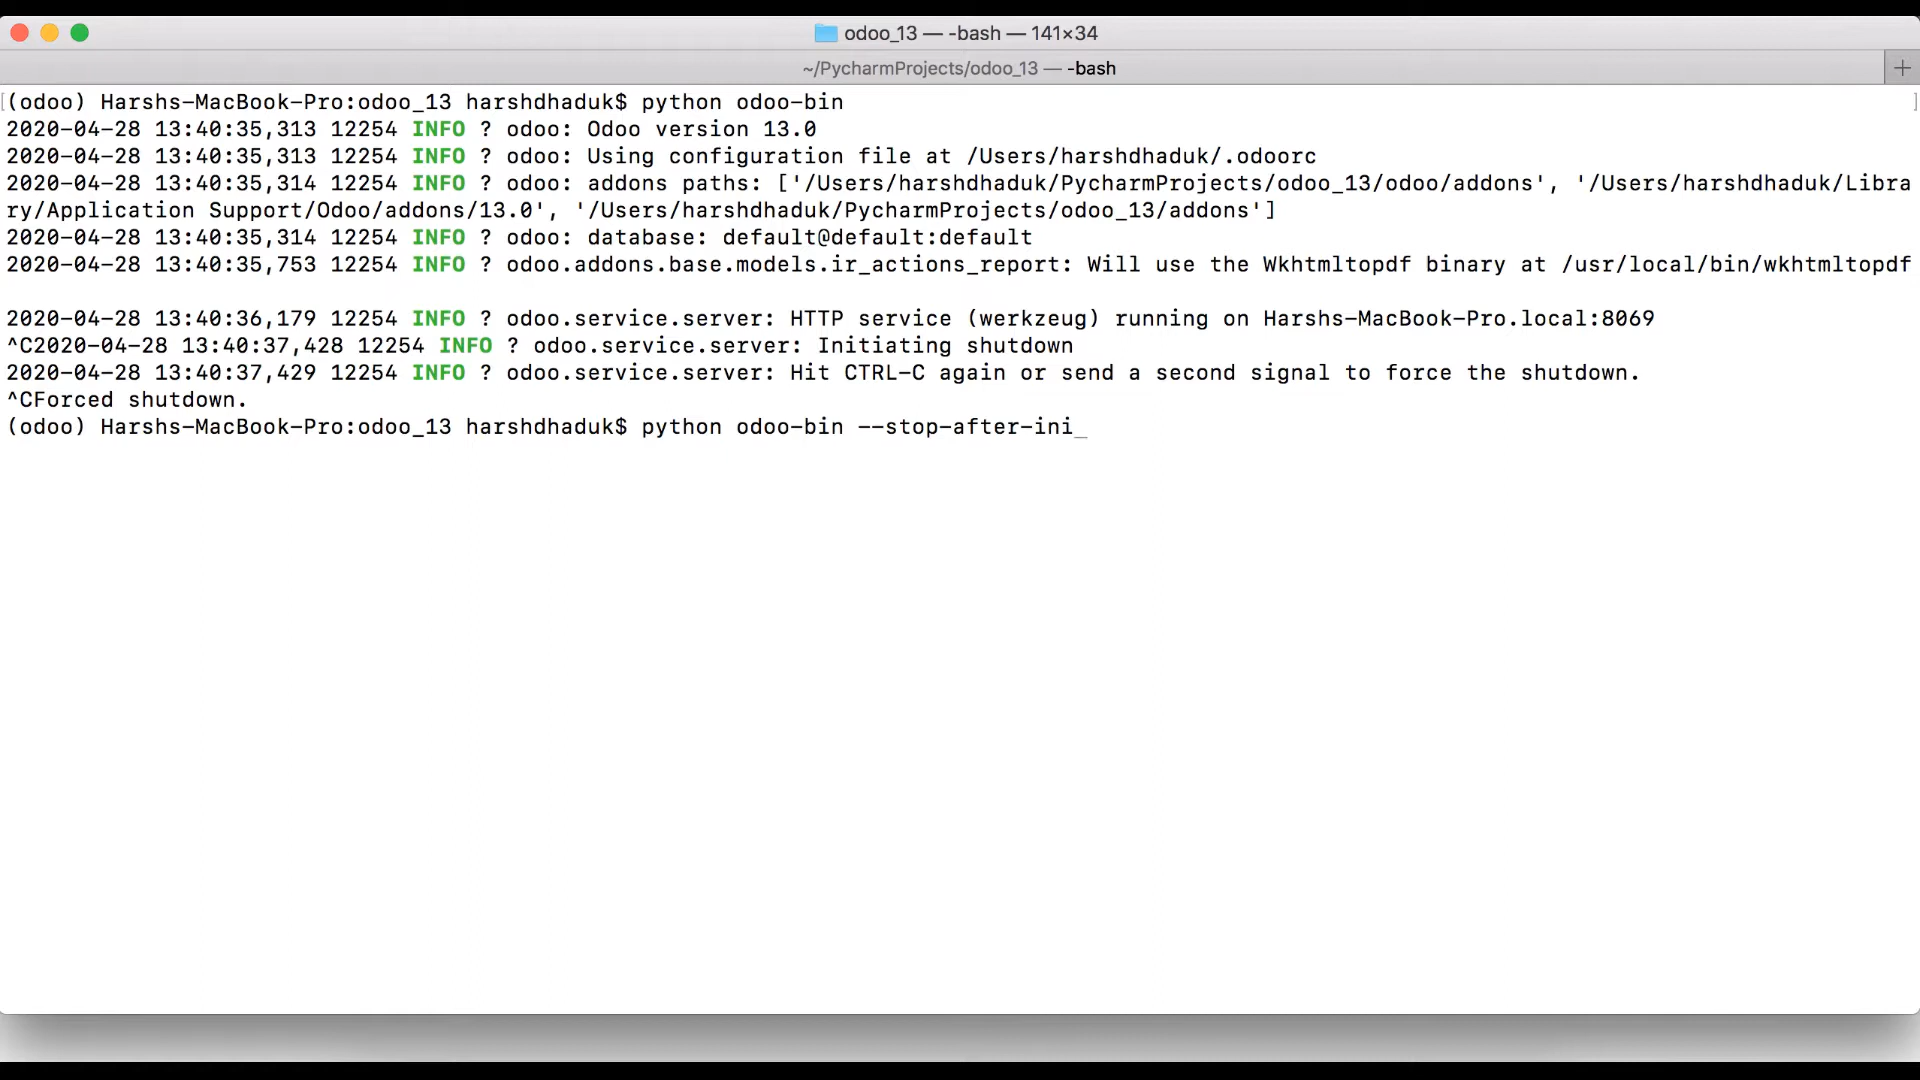 odoo_13 — -bash — 141×34
~/PycharmProjects/odoo_13 — -bash
[(odoo) Harshs-MacBook-Pro:odoo_13 harshdhaduk$ python odoo-bin ]
2020-04-28 13:40:35,313 12254 INFO ? odoo: Odoo version 13.0
2020-04-28 13:40:35,313 12254 INFO ? odoo: Using configuration file at /Users/harshdhaduk/.odoorc
2020-04-28 13:40:35,314 12254 INFO ? odoo: addons paths: ['/Users/harshdhaduk/PycharmProjects/odoo_13/odoo/addons', '/Users/harshdhaduk/Libra
ry/Application Support/Odoo/addons/13.0', '/Users/harshdhaduk/PycharmProjects/odoo_13/addons']
2020-04-28 13:40:35,314 12254 INFO ? odoo: database: default@default:default
2020-04-28 13:40:35,753 12254 INFO ? odoo.addons.base.models.ir_actions_report: Will use the Wkhtmltopdf binary at /usr/local/bin/wkhtmltopdf
2020-04-28 13:40:36,179 12254 INFO ? odoo.service.server: HTTP service (werkzeug) running on Harshs-MacBook-Pro.local:8069
^C2020-04-28 13:40:37,428 12254 INFO ? odoo.service.server: Initiating shutdown
2020-04-28 13:40:37,429 12254 INFO ? odoo.service.server: Hit CTRL-C again or send a second signal to force the shutdown.
^CForced shutdown.
(odoo) Harshs-MacBook-Pro:odoo_13 harshdhaduk$ python odoo-bin --stop-after-ini_